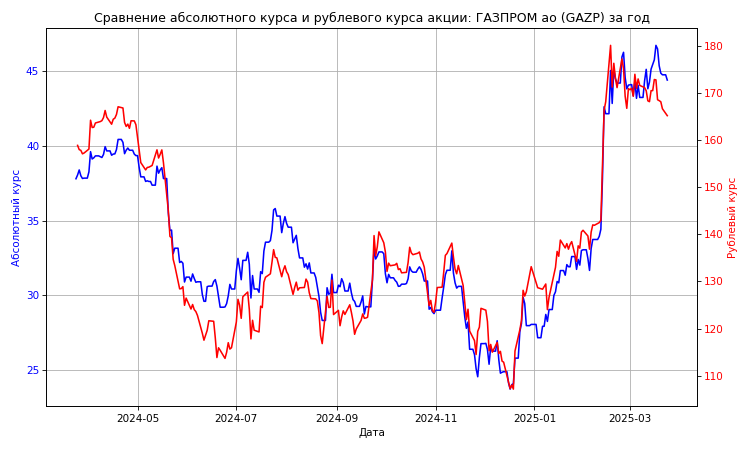 Сравнение абсолютного курса и рублевого курса акции: ГАЗПРОМ ао (GAZP) за год
Абсолютный курс
45
40
35
30
25
180
170
160
150
140
130
120
110
Рублевый курс
2024-05 2024-07 2024-09 2024-11 2025-01 2025-03
Дата